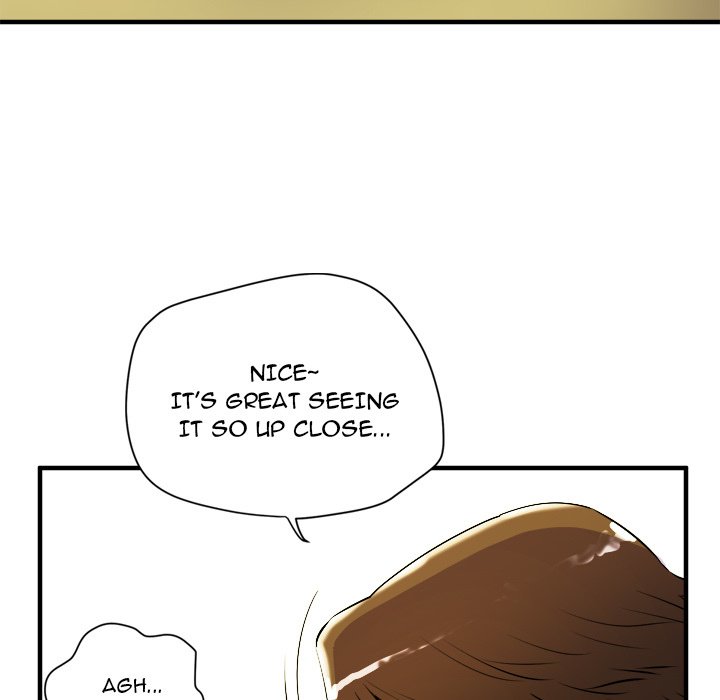 NICE~
IT'S GREAT SEEING
IT SO UP CLOSE...
AGH...